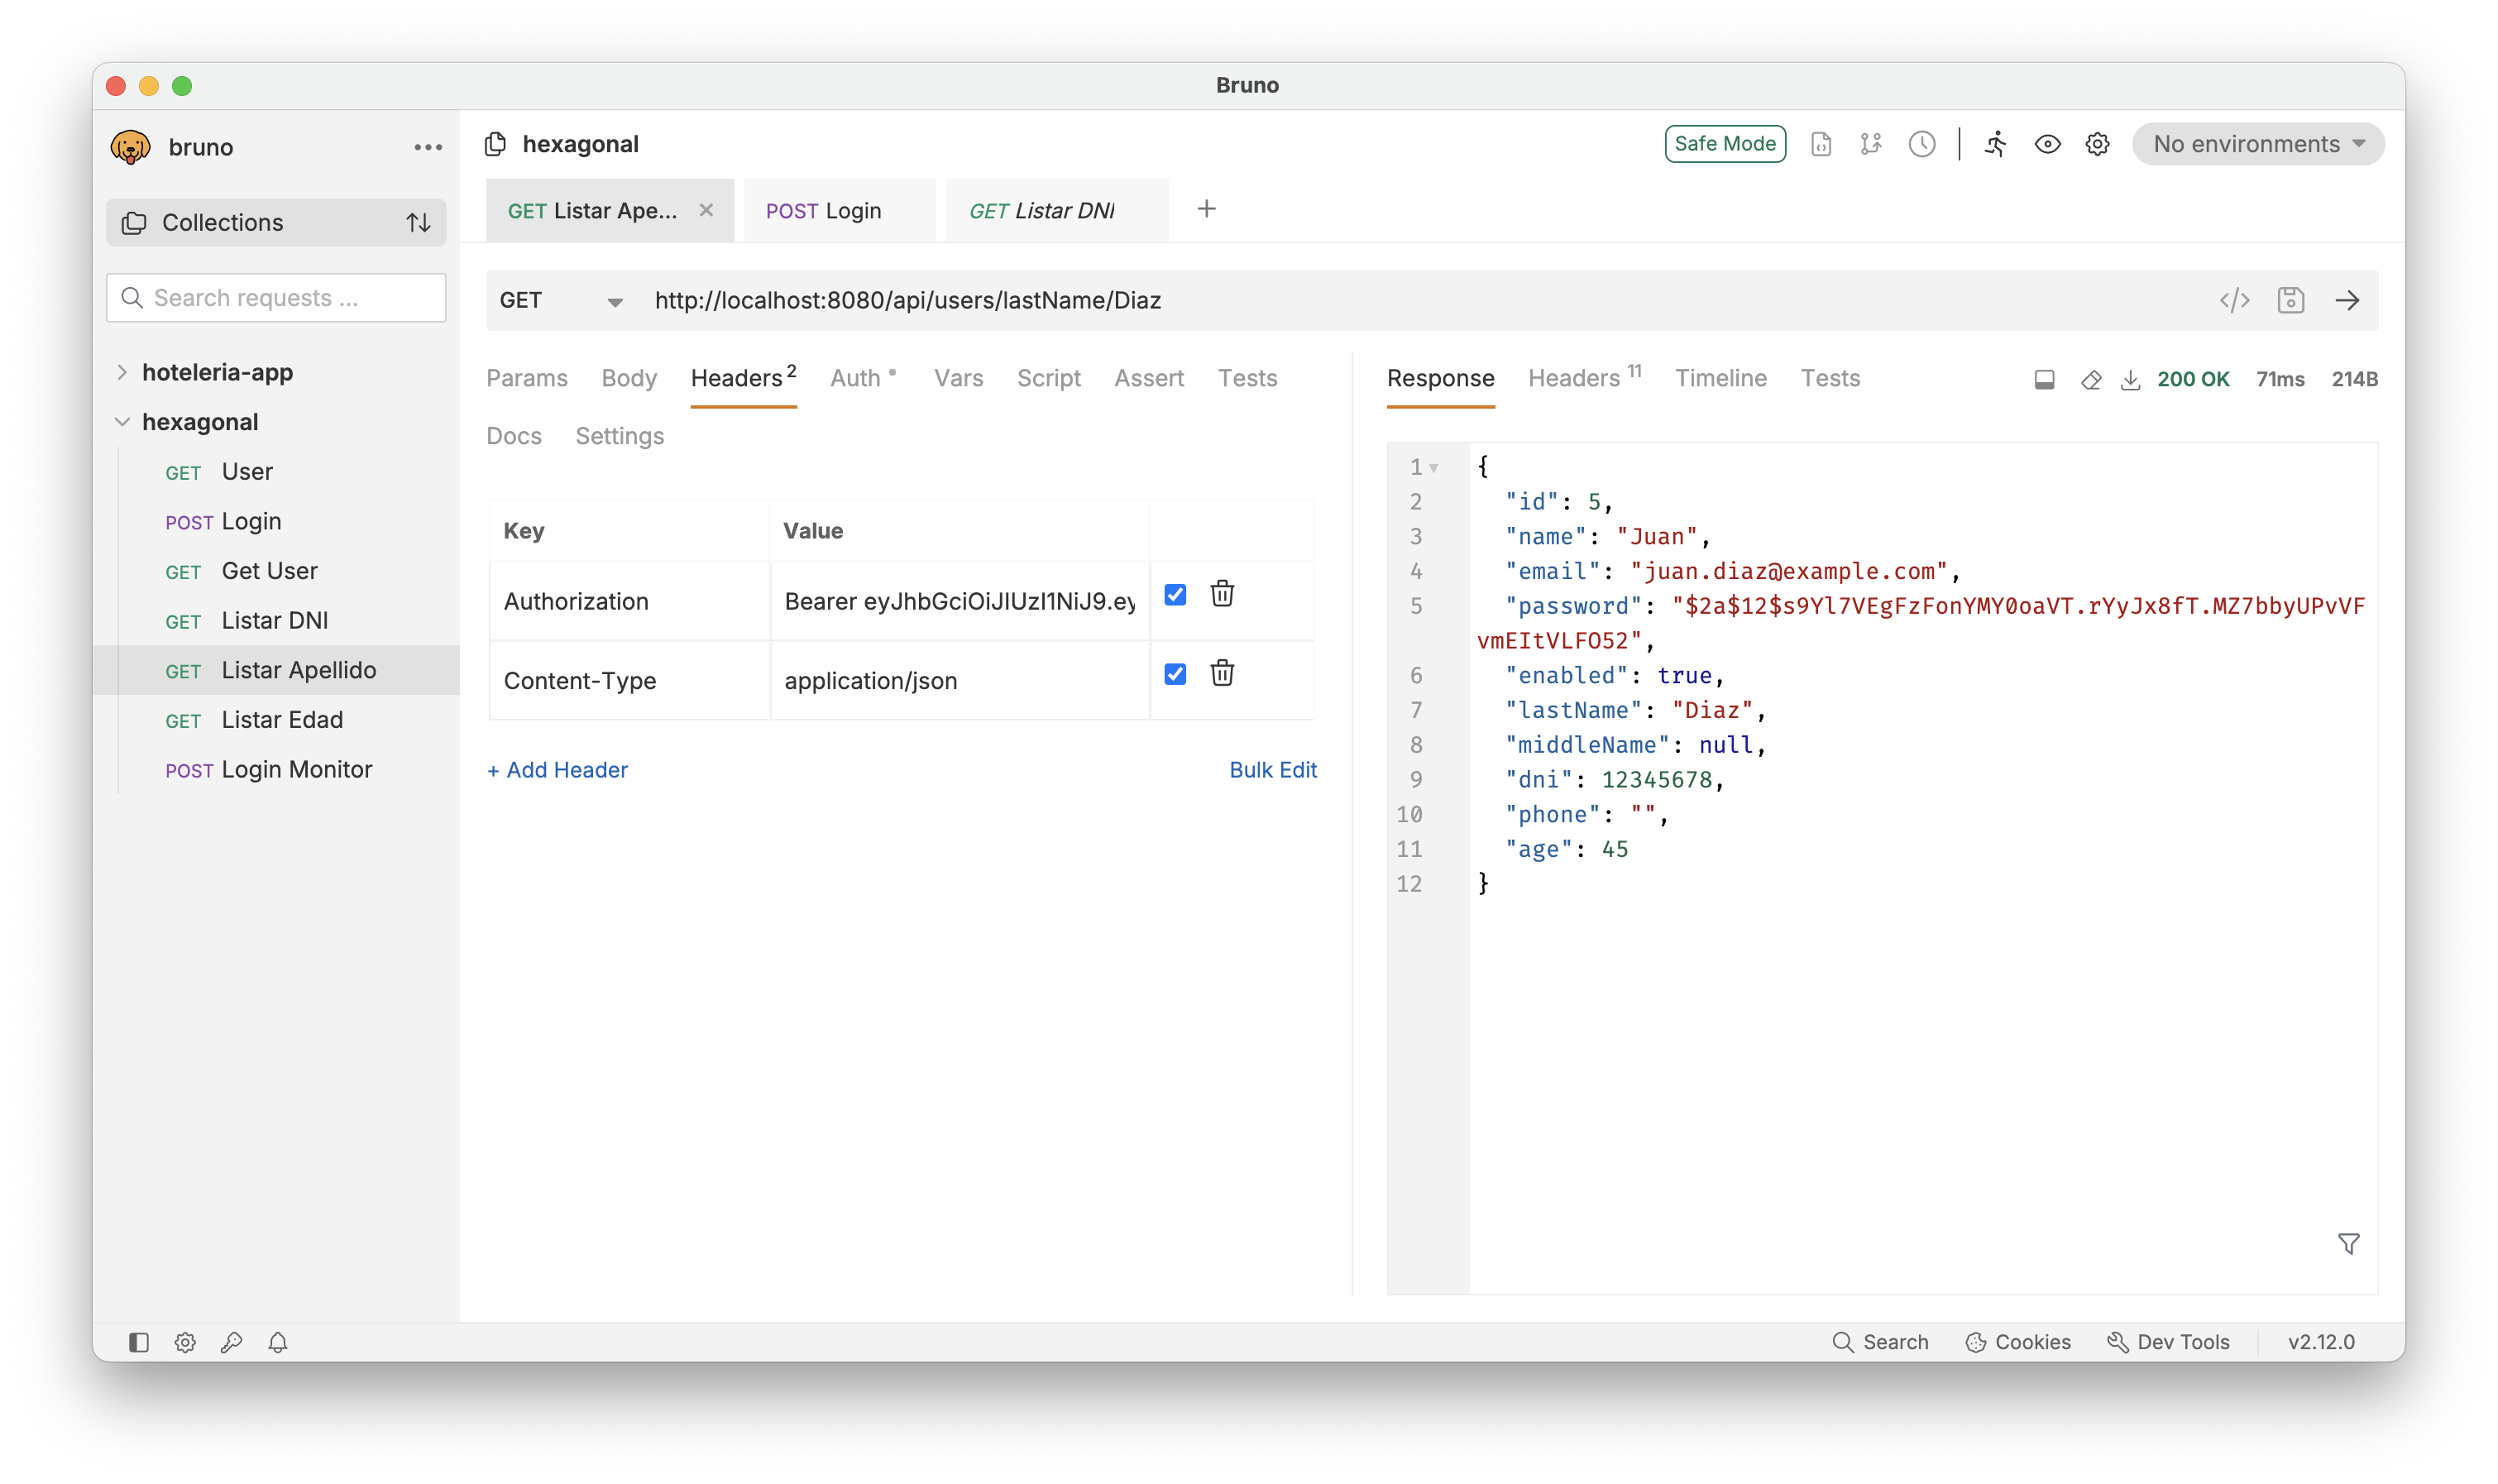 Bruno
bruno
hexagonal
Safe Mode
No environments
Collections
GET Listar Ape...
POST Login
GET Listar DNI
Search requests ...
GET
http://localhost:8080/api/users/lastName/Diaz
hoteleria-app
hexagonal
GET User
POST Login
GET Get User
GET Listar DNI
GET Listar Apellido
GET Listar Edad
POST Login Monitor
Params Body Headers 2 Auth Vars Script Assert Tests
Docs Settings
Key Value
Authorization Bearer eyJhbGciOiJIUzI1NiJ9.ey
Content-Type application/json
+ Add Header
Bulk Edit
Response Headers 11 Timeline Tests
200 OK 71ms 214B
1 {
2 "id": 5,
3 "name": "Juan",
4 "email": "juan.diaz@example.com",
5 "password": "$2a$12$s9Yl7VEgFzFonYMY0oaVT.rYyJx8fT.MZ7bbyUPvVF
vmEItVLFO52",
6 "enabled": true,
7 "lastName": "Diaz",
8 "middleName": null,
9 "dni": 12345678,
10 "phone": "",
11 "age": 45
12 }
Search Cookies Dev Tools v2.12.0